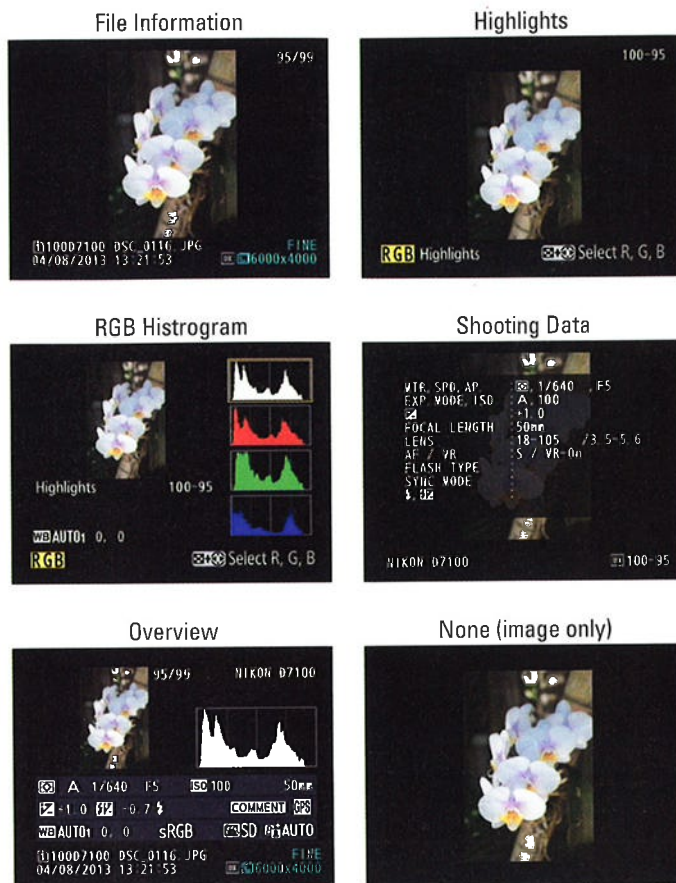 File Information
95/99
100D7100 DSC_0116.JPG FINE
04/08/2013 13:21:53 6000x4000
Highlights
100-95
RGB Highlights Select R, G, B
RGB Histrogram
Highlights 100-95
WB AUTO1 0, 0
RGB Select R, G, B
Shooting Data
MTR, SPD, AP. : , 1/640 , F5
EXP. MODE, ISO : A, 100
: +1.0
FOCAL LENGTH : 50mm
LENS : 18-105 /3.5-5.6
AF / VR : S / VR-On
FLASH TYPE :
SYNC MODE :
NIKON D7100 100-95
Overview
95/99 NIKON D7100
A 1/640 F5 ISO 100 50mm
-1.0 -0.7 COMMENT GPS
WB AUTO1 0, 0 sRGB SD AUTO
100D7100 DSC_0116.JPG FINE
04/08/2013 13:21:53 6000x4000
None (image only)